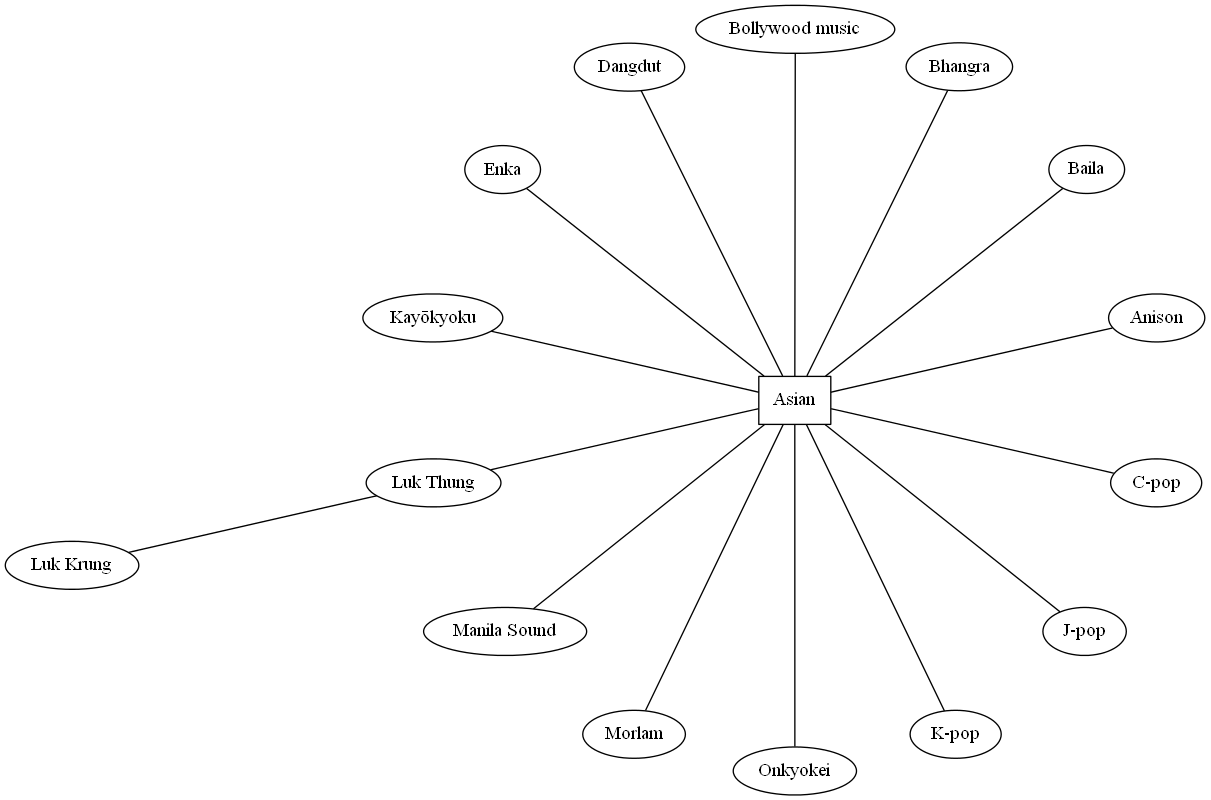 Bollywood music
Dangdut
Bhangra
Enka
Baila
Kayōkyoku
Anison
Asian
Luk Thung
C-pop
Luk Krung
Manila Sound
J-pop
Morlam
K-pop
Onkyokei